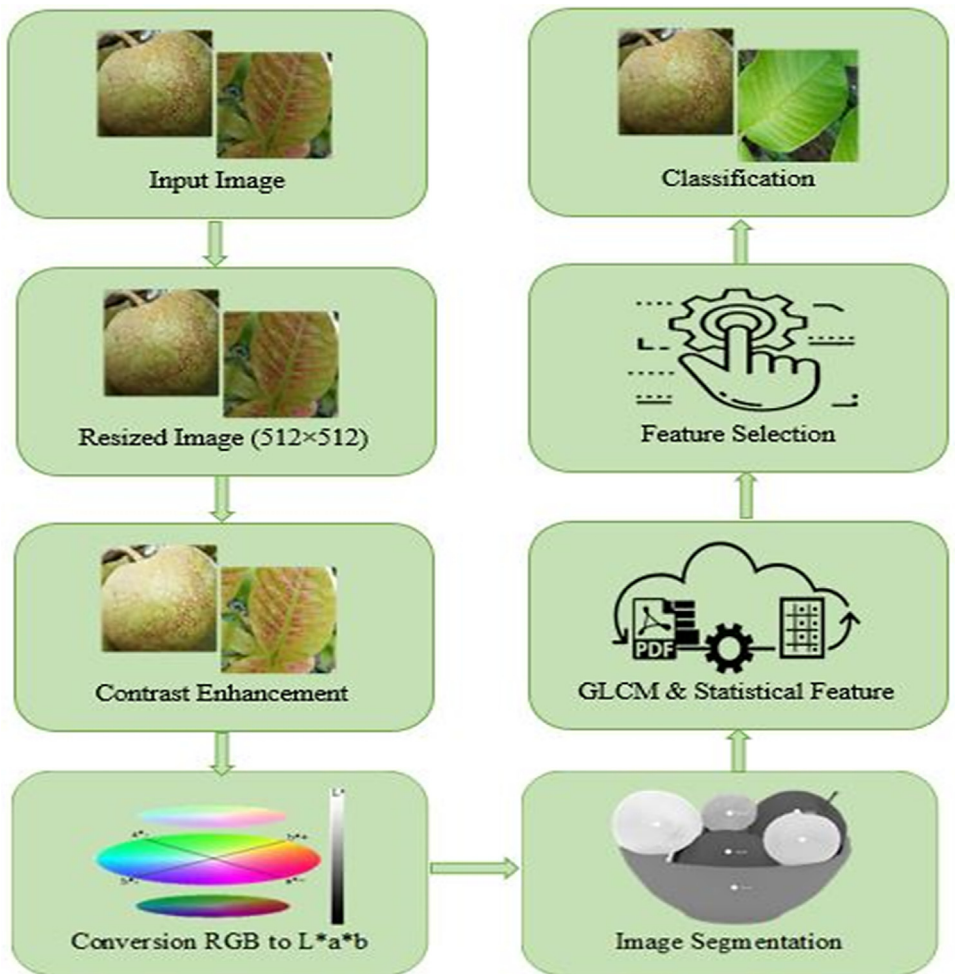 Input Image
Resized Image (512×512)
Contrast Enhancement
L*
Conversion RGB to L*a*b
Image Segmentation
PDF
GLCM & Statistical Feature
Feature Selection
Classification